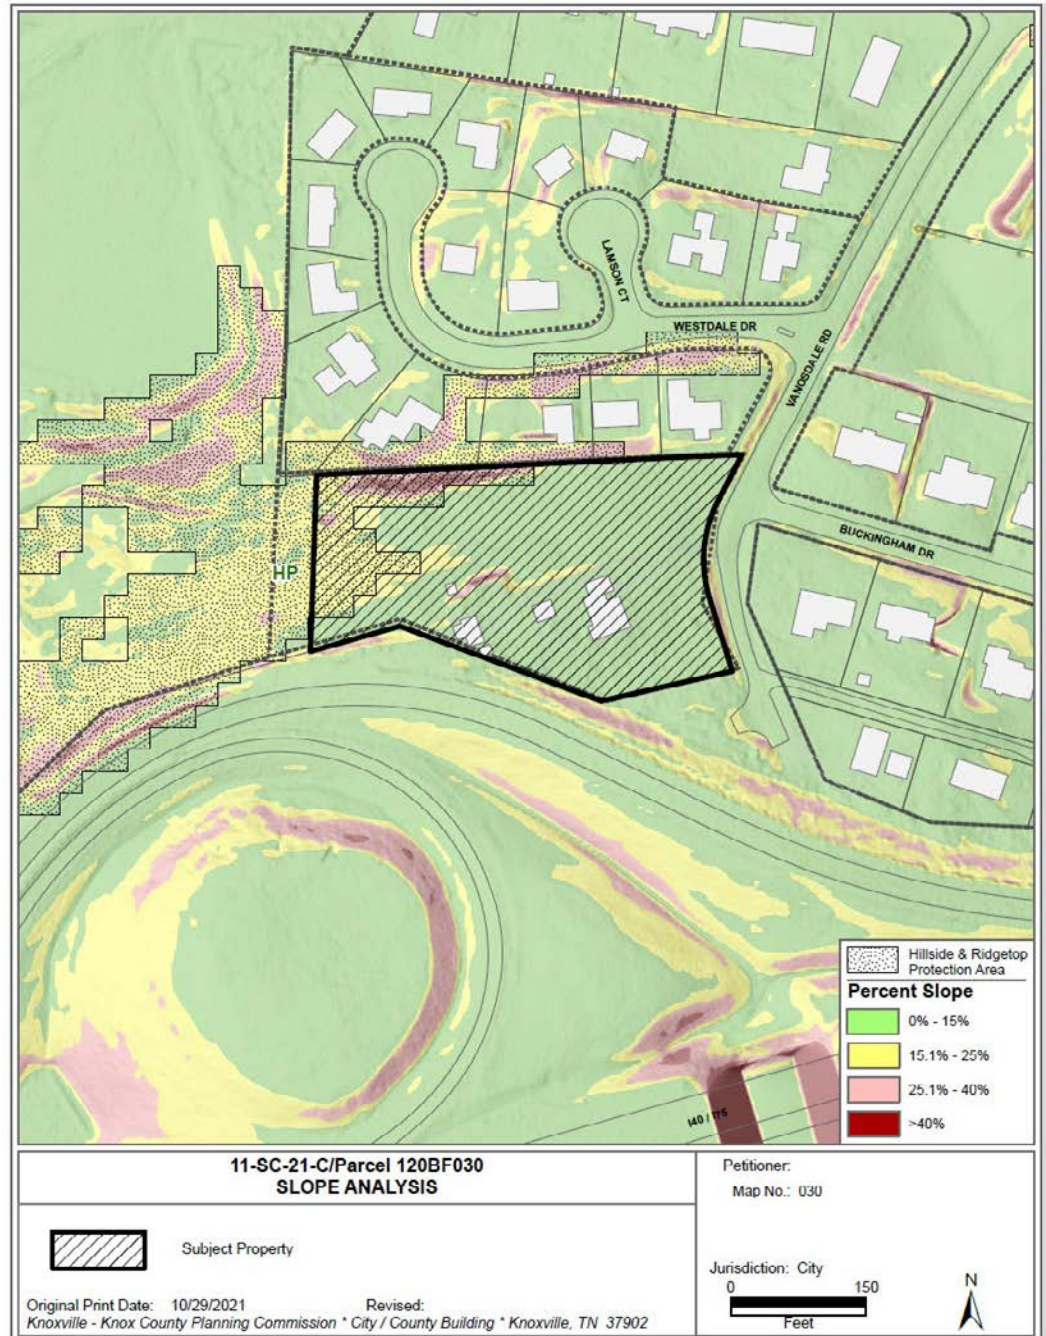 LAMSON CT
WESTDALE DR
VANOSDALE RD
BUCKINGHAM DR
HP
I40 / I75
Hillside & Ridgetop
Protection Area
Percent Slope
0% - 15%
15.1% - 25%
25.1% - 40%
>40%
11-SC-21-C/Parcel 120BF030
SLOPE ANALYSIS
Subject Property
Original Print Date: 10/29/2021 Revised:
Knoxville - Knox County Planning Commission * City / County Building * Knoxville, TN 37902
Petitioner:
Map No.: 030
Jurisdiction: City
0 150
Feet
N